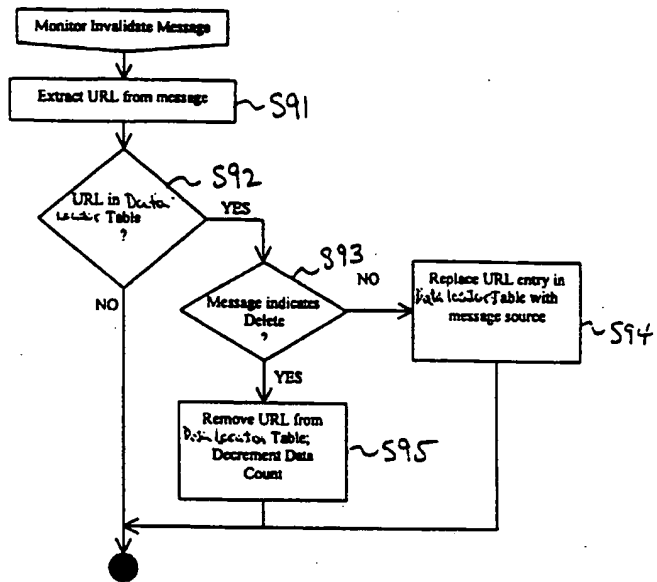 Monitor Invalidate Message
Extract URL from message
S91
S92
URL in Data
Locator Table
?
YES
NO
S93
Message indicates
Delete
?
NO
YES
Replace URL entry in
Data Locator Table with
message source
S94
Remove URL from
Data Locator Table;
Decrement Data
Count
S95